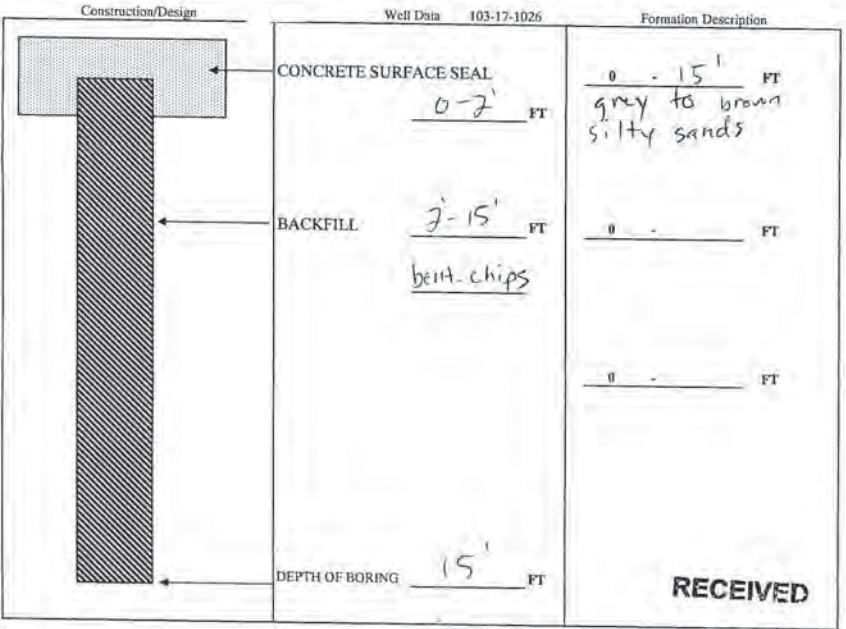 Construction/Design
Well Data 103-17-1026
Formation Description
CONCRETE SURFACE SEAL
0-2' FT
BACKFILL 2'-15' FT
bent-chips
DEPTH OF BORING 15' FT
0 - 15' FT
grey to brown
silty sands
0 - FT
0 - FT
RECEIVED